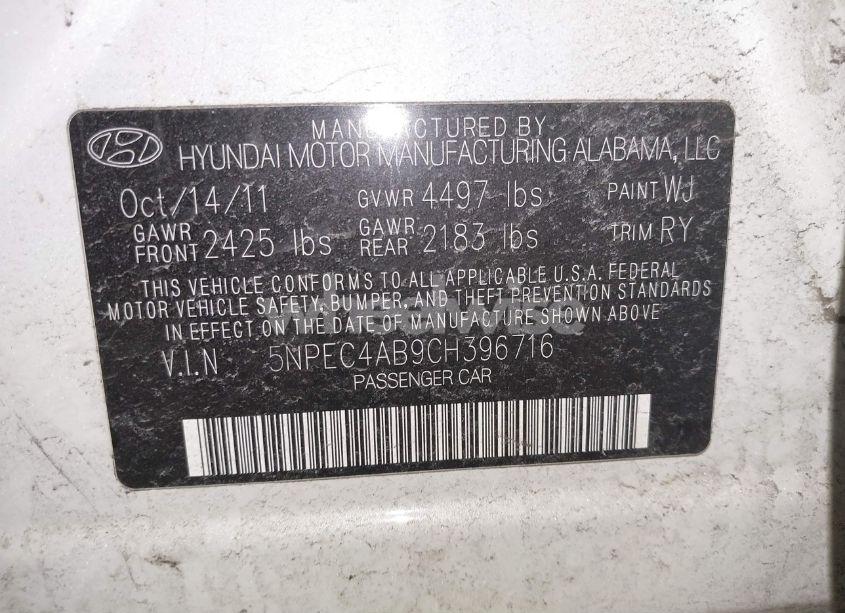 MANUFACTURED BY
HYUNDAI MOTOR MANUFACTURING ALABAMA, LLC
Oct/14/11 GVWR 4497 lbs PAINT WJ
GAWR FRONT 2425 lbs GAWR REAR 2183 lbs TRIM RY
THIS VEHICLE CONFORMS TO ALL APPLICABLE U.S.A. FEDERAL
MOTOR VEHICLE SAFETY, BUMPER, AND THEFT PREVENTION STANDARDS
IN EFFECT ON THE DATE OF MANUFACTURE SHOWN ABOVE
V.I.N 5NPEC4AB9CH396716
PASSENGER CAR